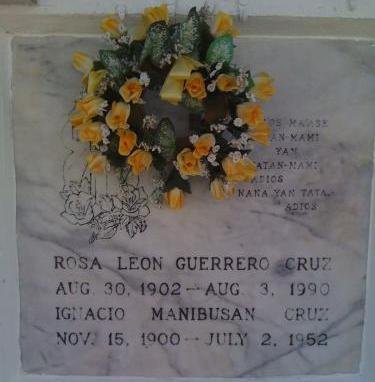 MAASE
YAN
ADIOS
NANA YAN TATA.
ADIOS
ROSA LEON GUERRERO CRUZ
AUG. 30, 1902 - AUG. 3, 1990
IGNACIO MANIBUSAN CRUZ
NOV. 15, 1900 - JULY 2, 1952